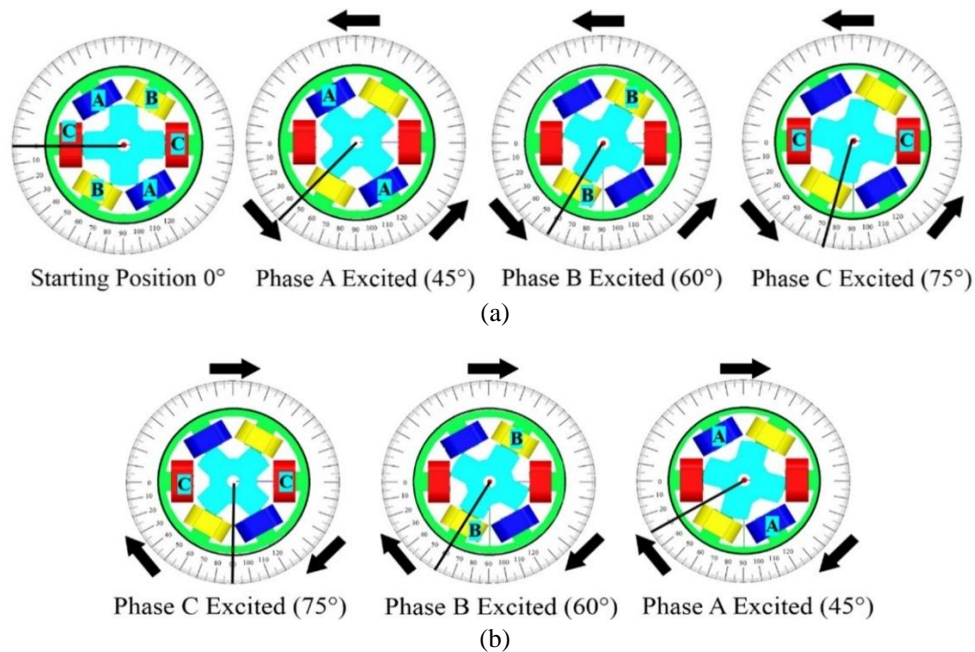 A B
C C
B A
Starting Position 0°
A
A
Phase A Excited (45°)
B
B
Phase B Excited (60°)
C C
Phase C Excited (75°)
(a)
C C
Phase C Excited (75°)
B
B
Phase B Excited (60°)
A
A
Phase A Excited (45°)
(b)